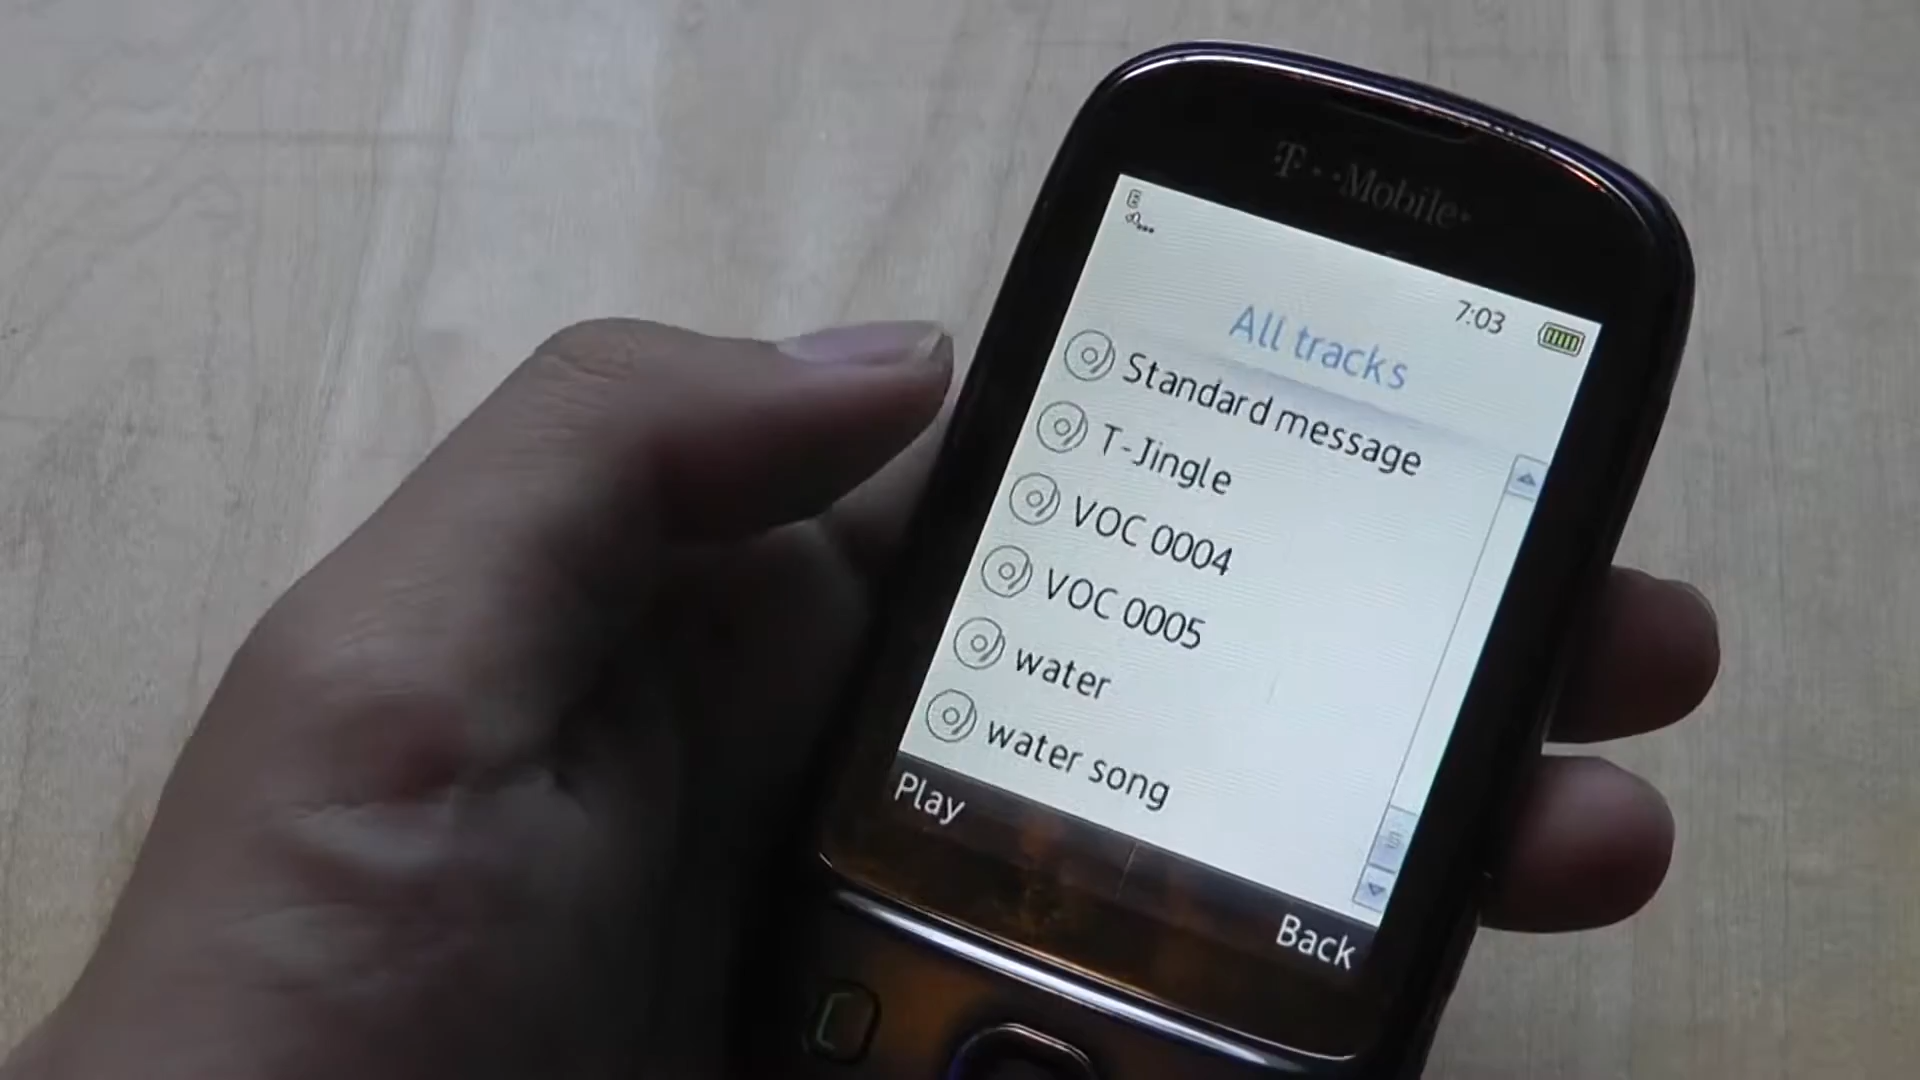 T··Mobile·
7:03
All tracks
Standard message
T-Jingle
VOC 0004
VOC 0005
water
water song
Play
Back